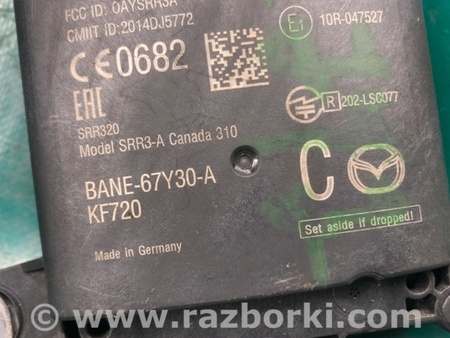 FCC ID: OAYSRR3A
CMIIT ID:2014DJ5772
E1
10R-047527
CE0682
EAC
R 202-LSC077
SRR320
Model SRR3-A Canada 310
BANE-67Y30-A
KF720
C
Set aside if dropped!
Made in Germany
www.razborki.com